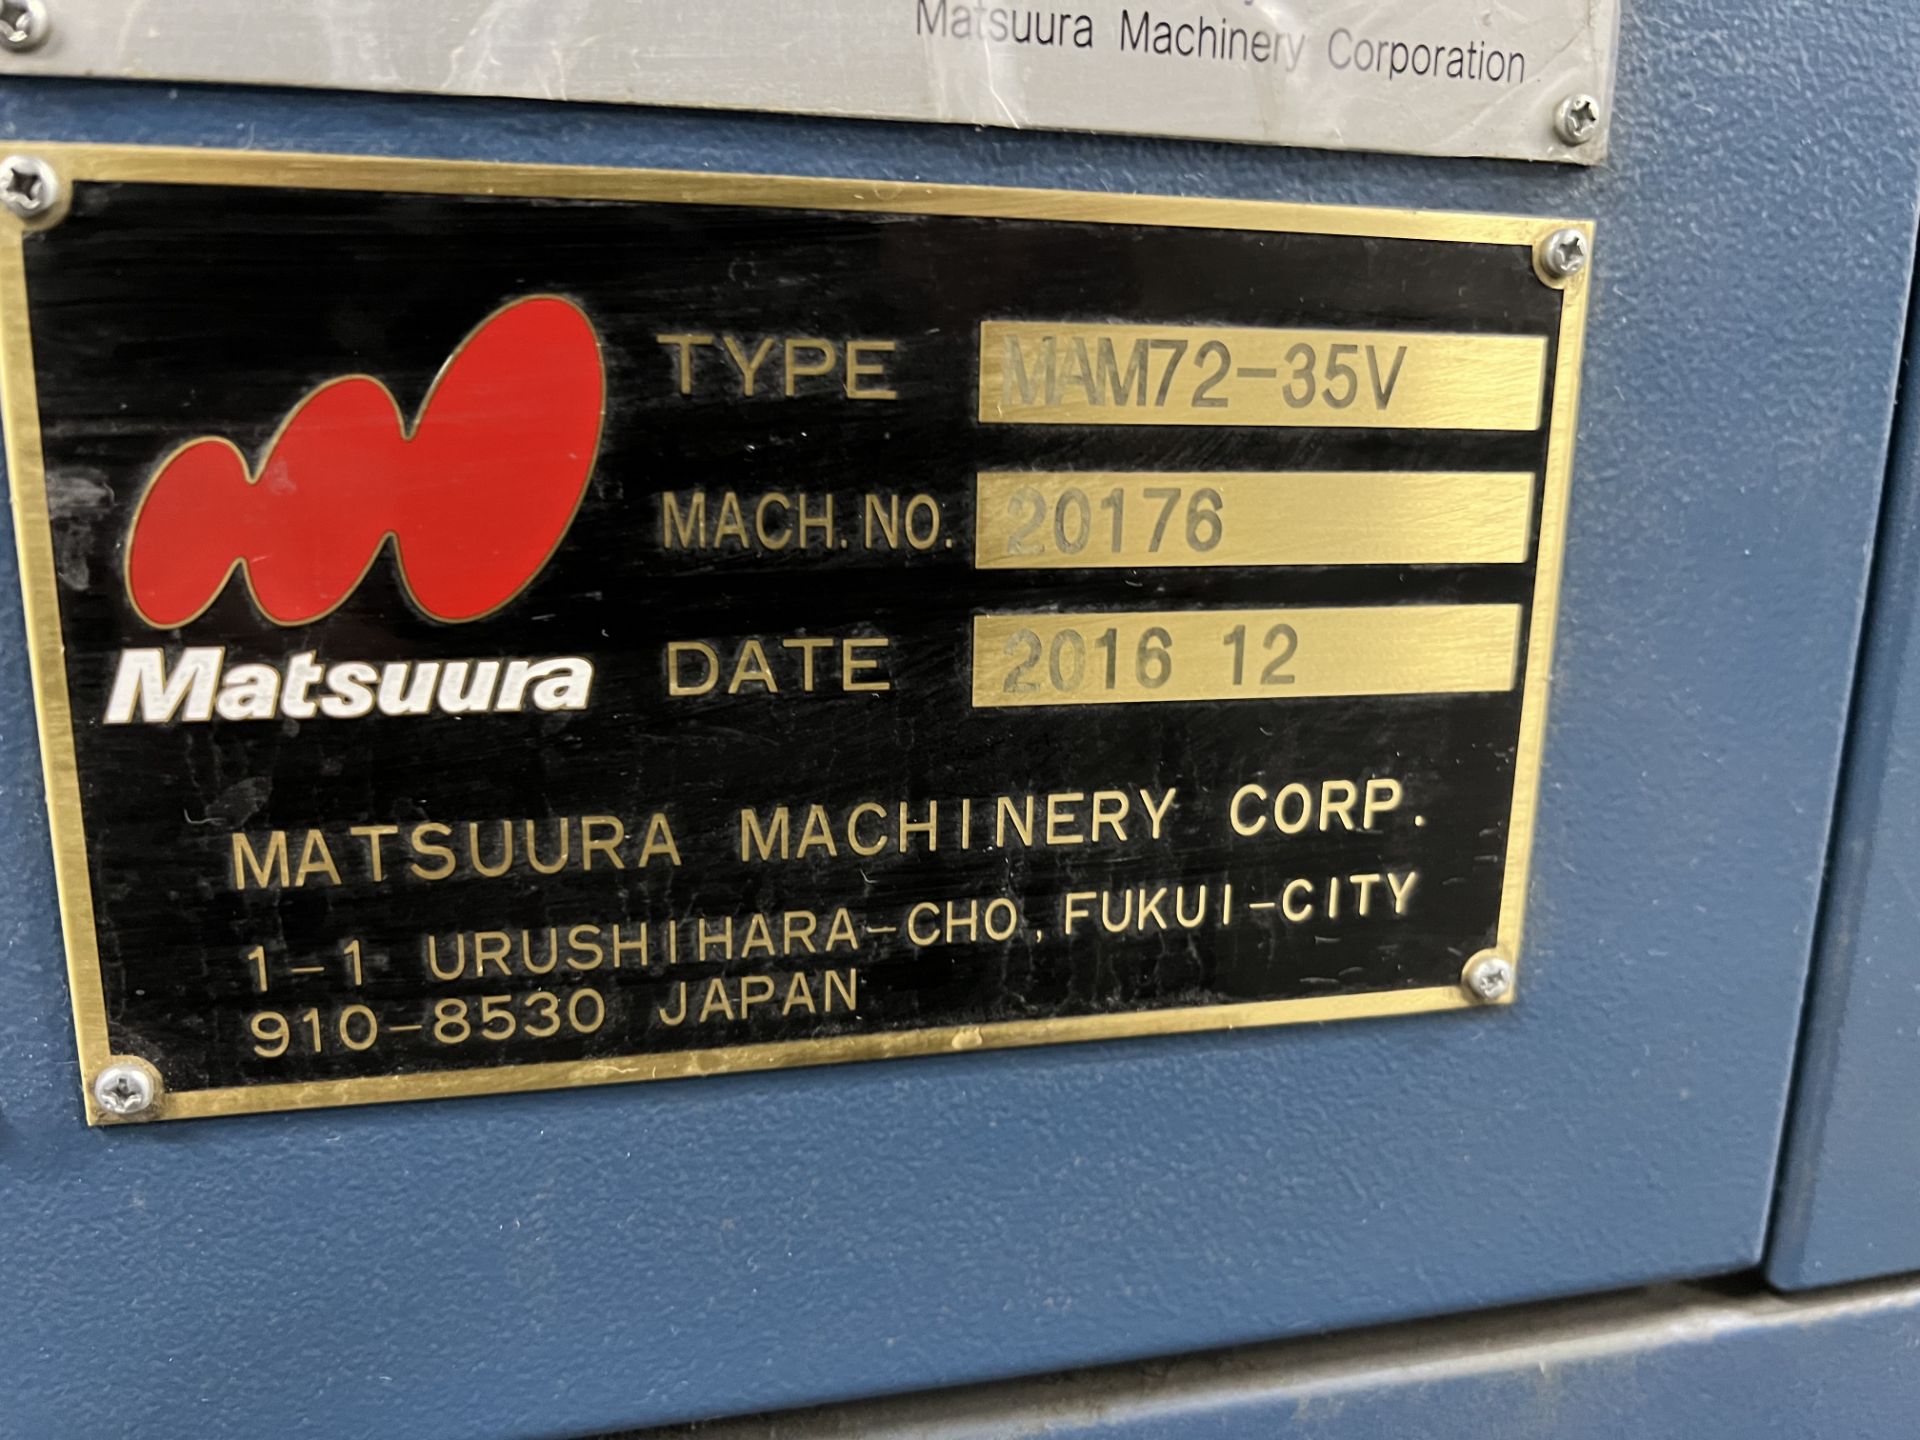 Matsuura Machinery Corporation
TYPE MAM72-35V
MACH. NO. 20176
DATE 2016 12
Matsuura
MATSUURA MACHINERY CORP.
1-1 URUSHIHARA-CHO, FUKUI-CITY
910-8530 JAPAN